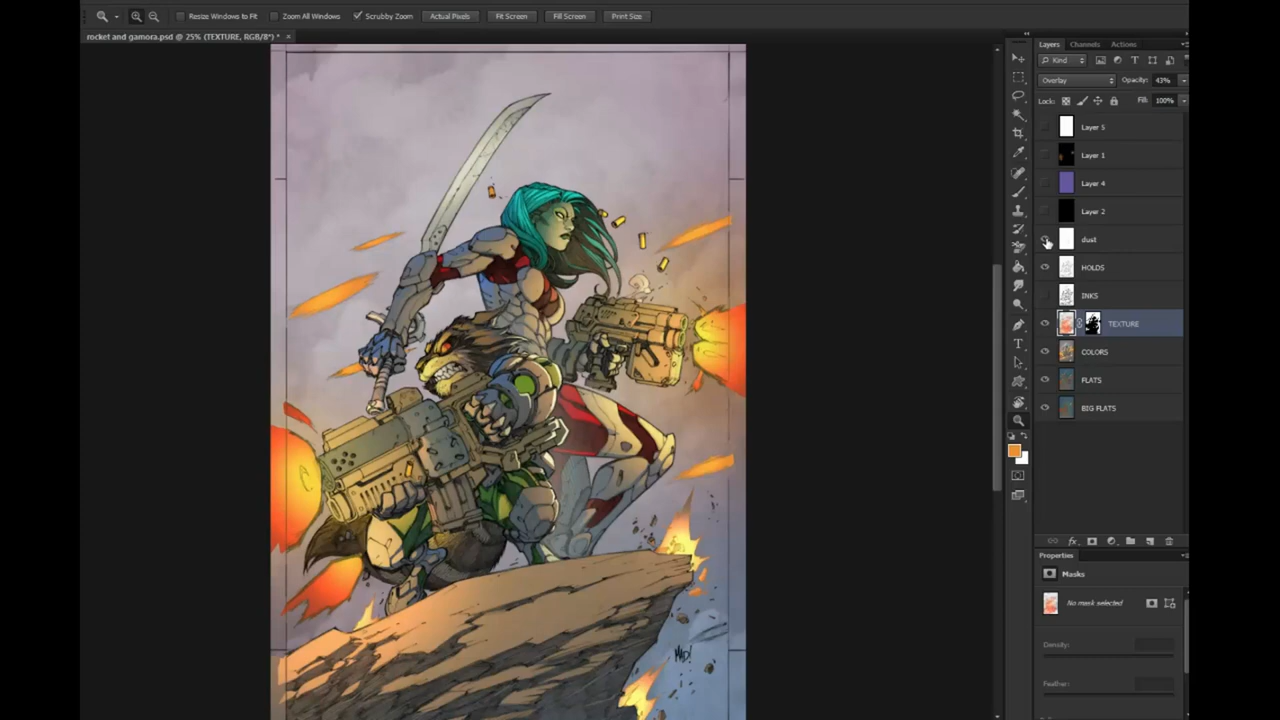 Resize Windows to Fit Zoom All Windows Scrubby Zoom Actual Pixels Fit Screen Fill Screen Print Size
rocket and gamora.psd @ 25% (TEXTURE, RGB/8*) * ×
Layers Channels Actions
Kind
Overlay Opacity: 43%
Lock: Fill: 100%
Layer 5
Layer 1
Layer 4
Layer 2
dust
HOLDS
INKS
TEXTURE
COLORS
FLATS
BIG FLATS
fx
Properties
Masks
No mask selected
Density:
Feather:
MAD!